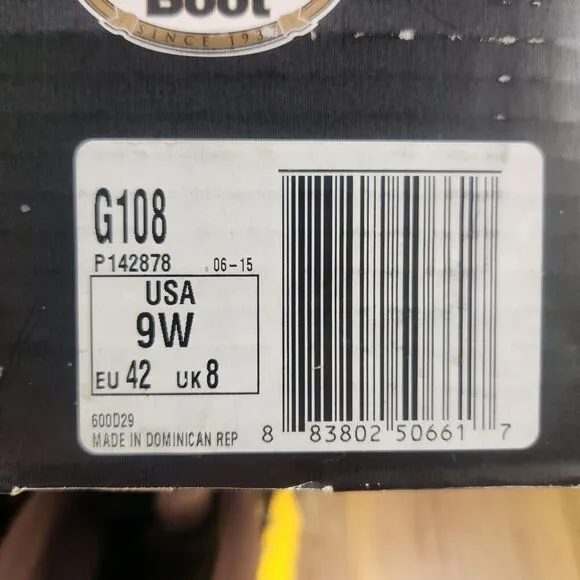 Boot
SINCE 1937
G108
P142878 06-15
USA
9W
EU 42 UK 8
600D29
MADE IN DOMINICAN REP
8 83802 50661 7